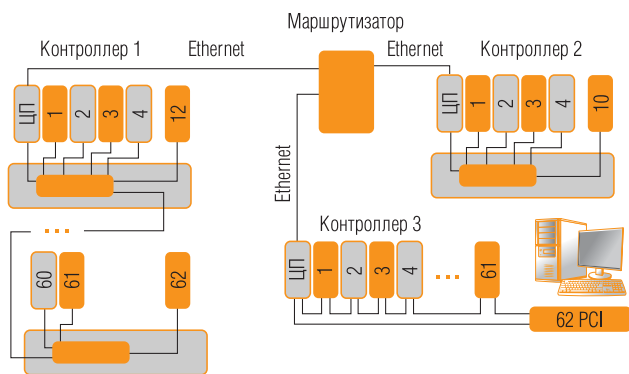 Маршрутизатор
Контроллер 1
Ethernet
Ethernet
Контроллер 2
ЦП
1
2
3
4
12
ЦП
1
2
3
4
10
Ethernet
Контроллер 3
60
61
62
ЦП
1
2
3
4
61
62 PCI